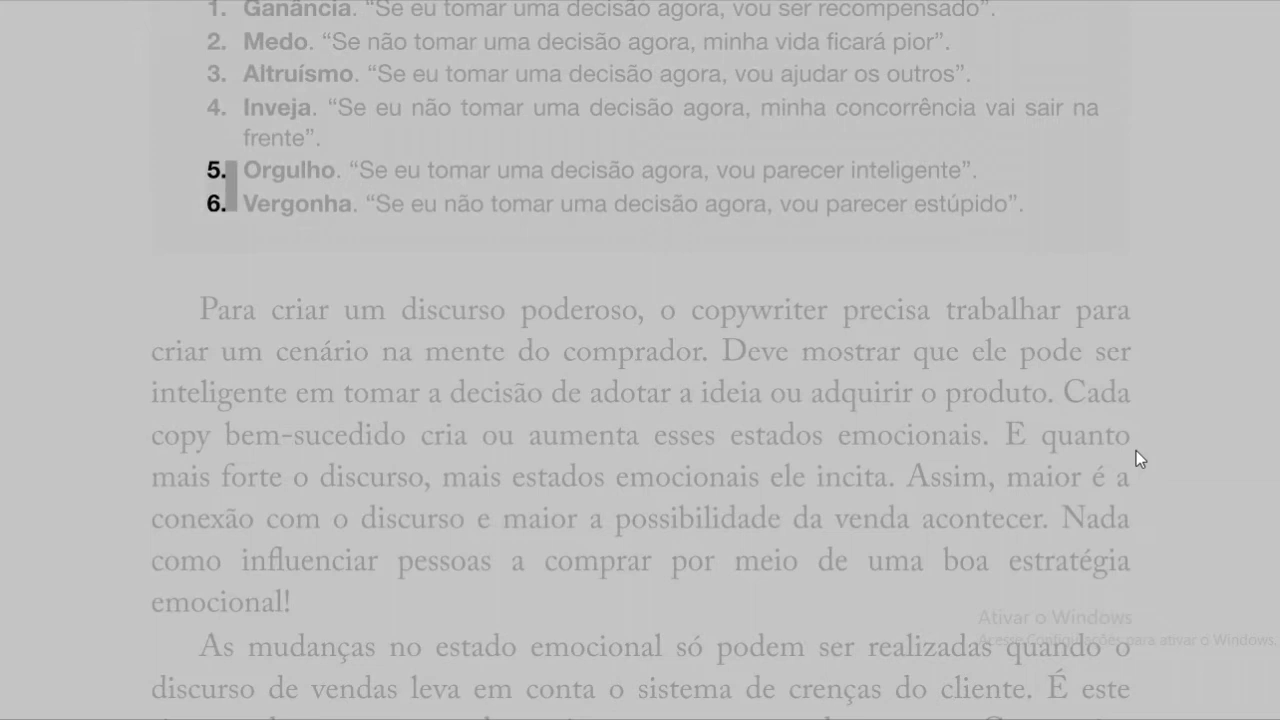 1. Ganância. “Se eu tomar uma decisão agora, vou ser recompensado”.
2. Medo. “Se não tomar uma decisão agora, minha vida ficará pior”.
3. Altruísmo. “Se eu tomar uma decisão agora, vou ajudar os outros”.
4. Inveja. “Se eu não tomar uma decisão agora, minha concorrência vai sair na
frente”.
5. Orgulho. “Se eu tomar uma decisão agora, vou parecer inteligente”.
6. Vergonha. “Se eu não tomar uma decisão agora, vou parecer estúpido”.
Para criar um discurso poderoso, o copywriter precisa trabalhar para
criar um cenário na mente do comprador. Deve mostrar que ele pode ser
inteligente em tomar a decisão de adotar a ideia ou adquirir o produto. Cada
copy bem-sucedido cria ou aumenta esses estados emocionais. E quanto
mais forte o discurso, mais estados emocionais ele incita. Assim, maior é a
conexão com o discurso e maior a possibilidade da venda acontecer. Nada
como influenciar pessoas a comprar por meio de uma boa estratégia
emocional!
Ativar o Windows
Acesse Configurações para ativar o Windows.
As mudanças no estado emocional só podem ser realizadas quando o
discurso de vendas leva em conta o sistema de crenças do cliente. É este